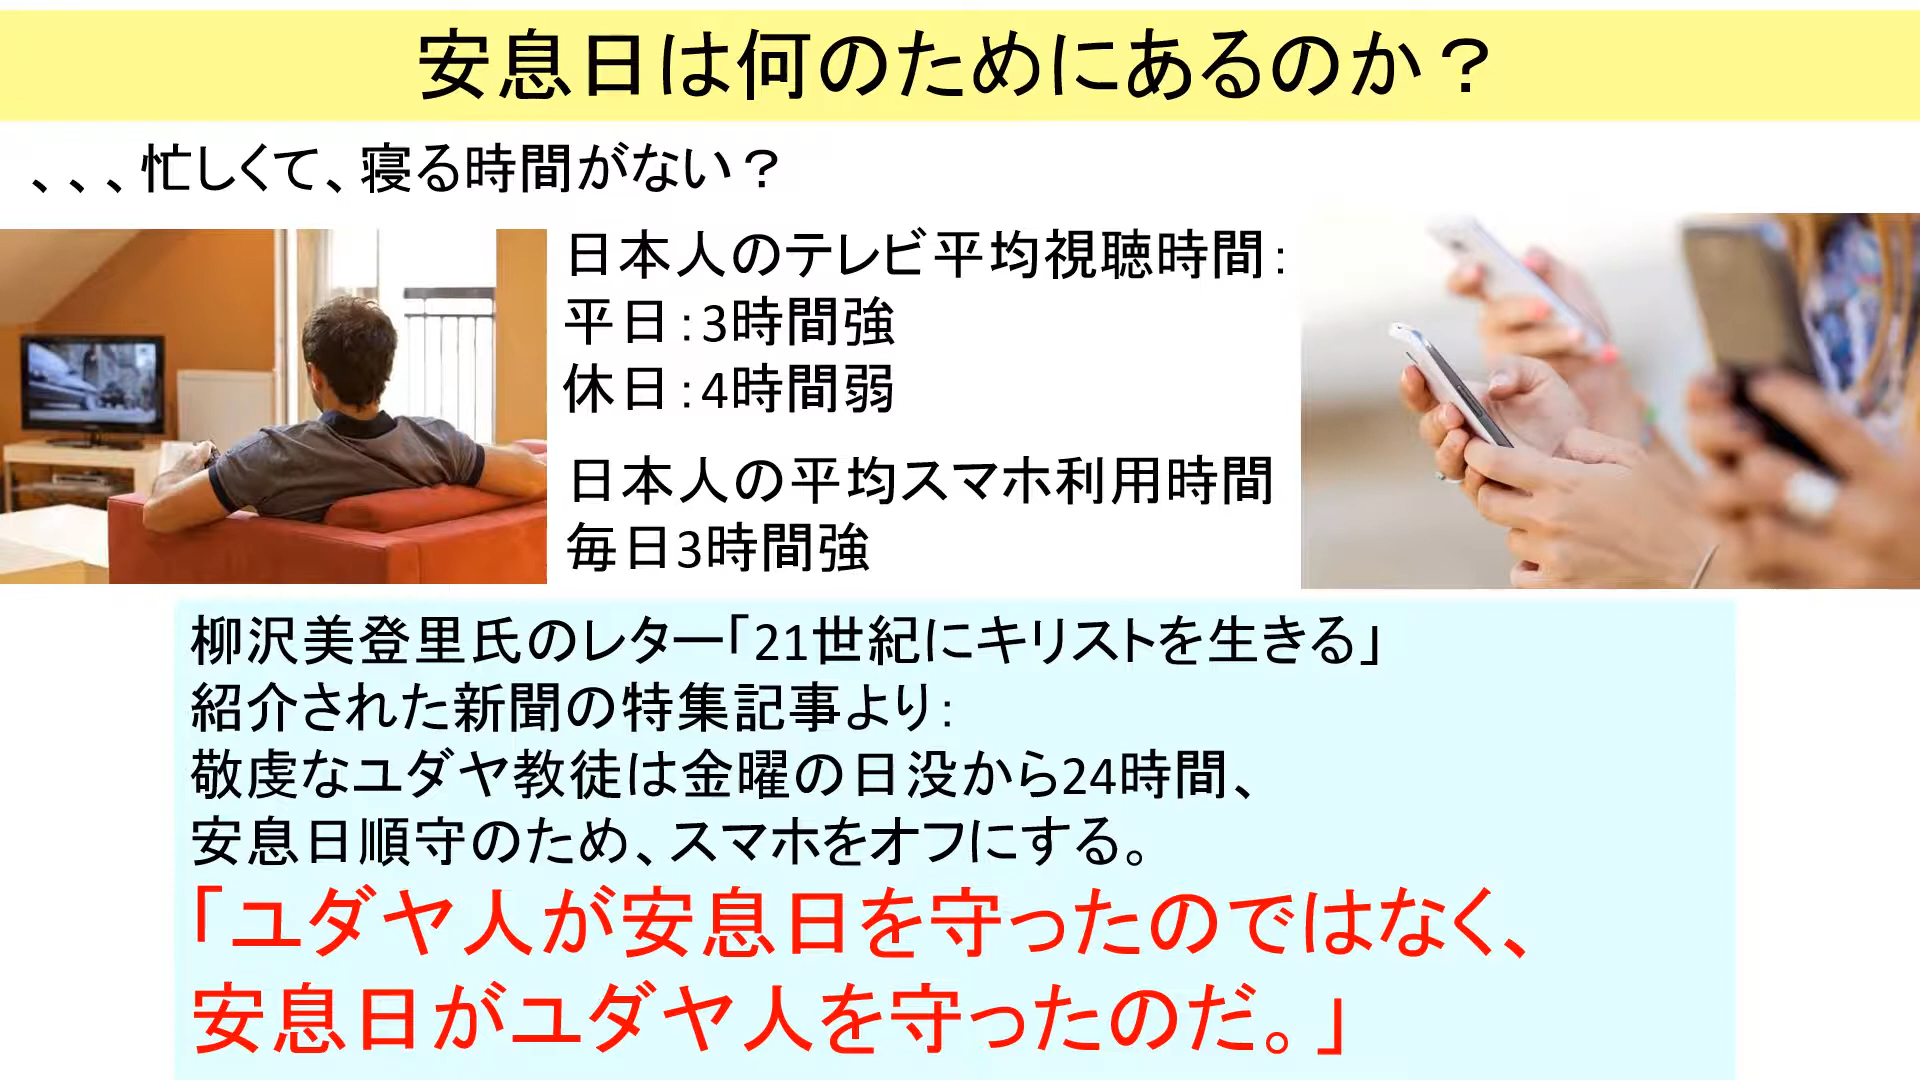 安息日は何のためにあるのか？
、、、忙しくて、寝る時間がない？
日本人のテレビ平均視聴時間：
平日：3時間強
休日：4時間弱
日本人の平均スマホ利用時間
毎日3時間強
柳沢美登里氏のレター「21世紀にキリストを生きる」
紹介された新聞の特集記事より：
敬虔なユダヤ教徒は金曜の日没から24時間、
安息日順守のため、スマホをオフにする。
「ユダヤ人が安息日を守ったのではなく、
安息日がユダヤ人を守ったのだ。」